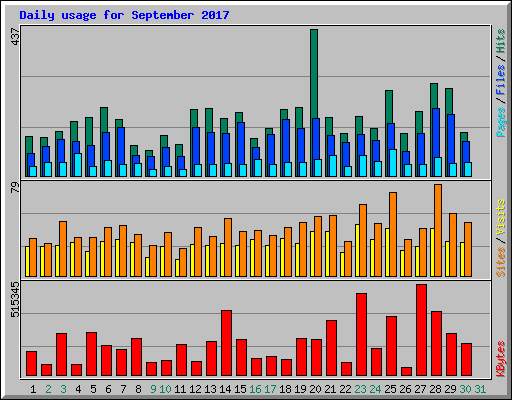 Daily usage for September 2017
437
Pages / Files / Hits
79
Sites / Visits
515345
KBytes
1 2 3 4 5 6 7 8 9 10 11 12 13 14 15 16 17 18 19 20 21 22 23 24 25 26 27 28 29 30 31